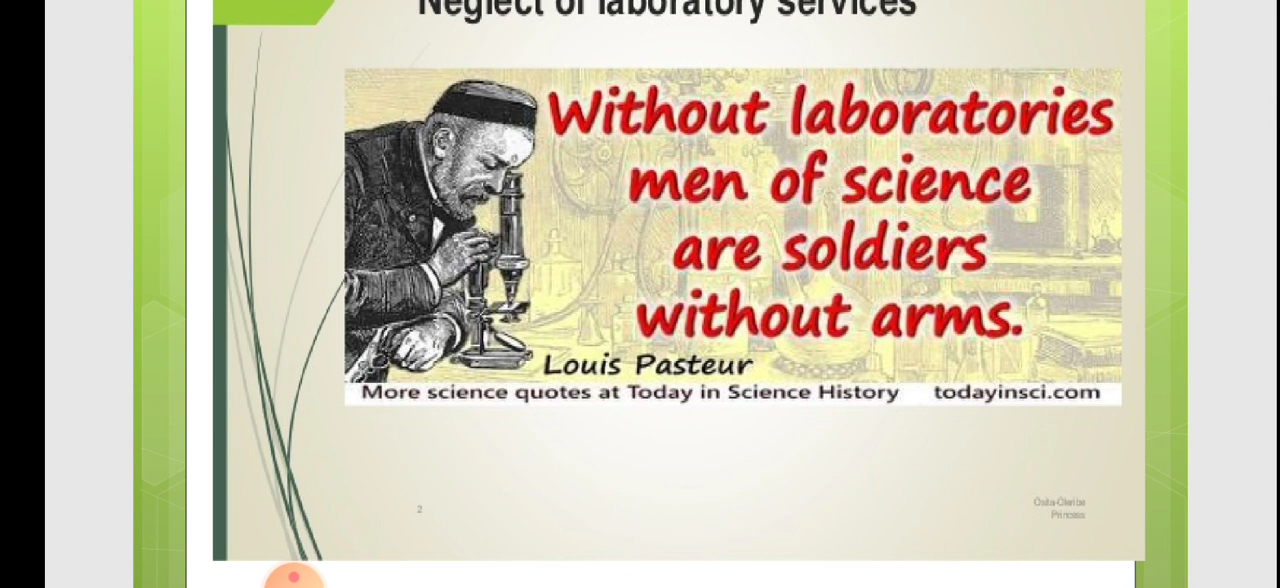 Neglect of laboratory services
Without laboratories
men of science
are soldiers
without arms.
Louis Pasteur
More science quotes at Today in Science History todayinsci.com
2
Princess